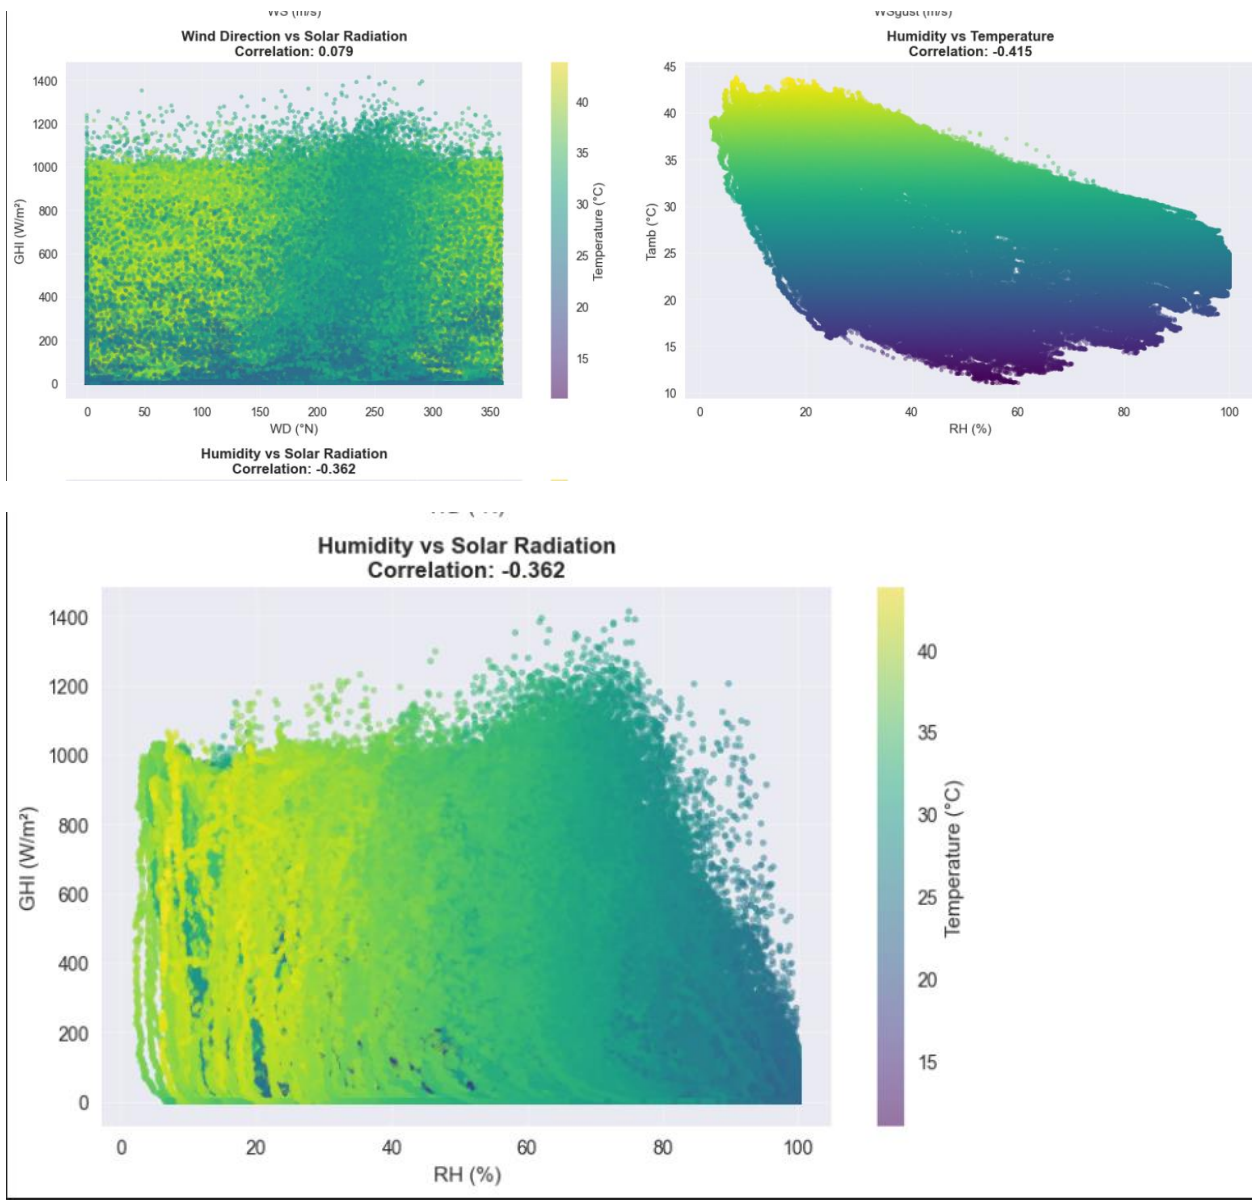 WS (m/s)
WSgust (m/s)
Wind Direction vs Solar Radiation
Correlation: 0.079
1400
1200
1000
800
600
400
200
0
GHI (W/m²)
0 50 100 150 200 250 300 350
WD (°N)
40
35
30
25
20
15
Temperature (°C)
Humidity vs Temperature
Correlation: -0.415
45
40
35
30
25
20
15
10
Tamb (°C)
0 20 40 60 80 100
RH (%)
Humidity vs Solar Radiation
Correlation: -0.362
Humidity vs Solar Radiation
Correlation: -0.362
1400
1200
1000
800
600
400
200
0
GHI (W/m²)
0 20 40 60 80 100
RH (%)
40
35
30
25
20
15
Temperature (°C)